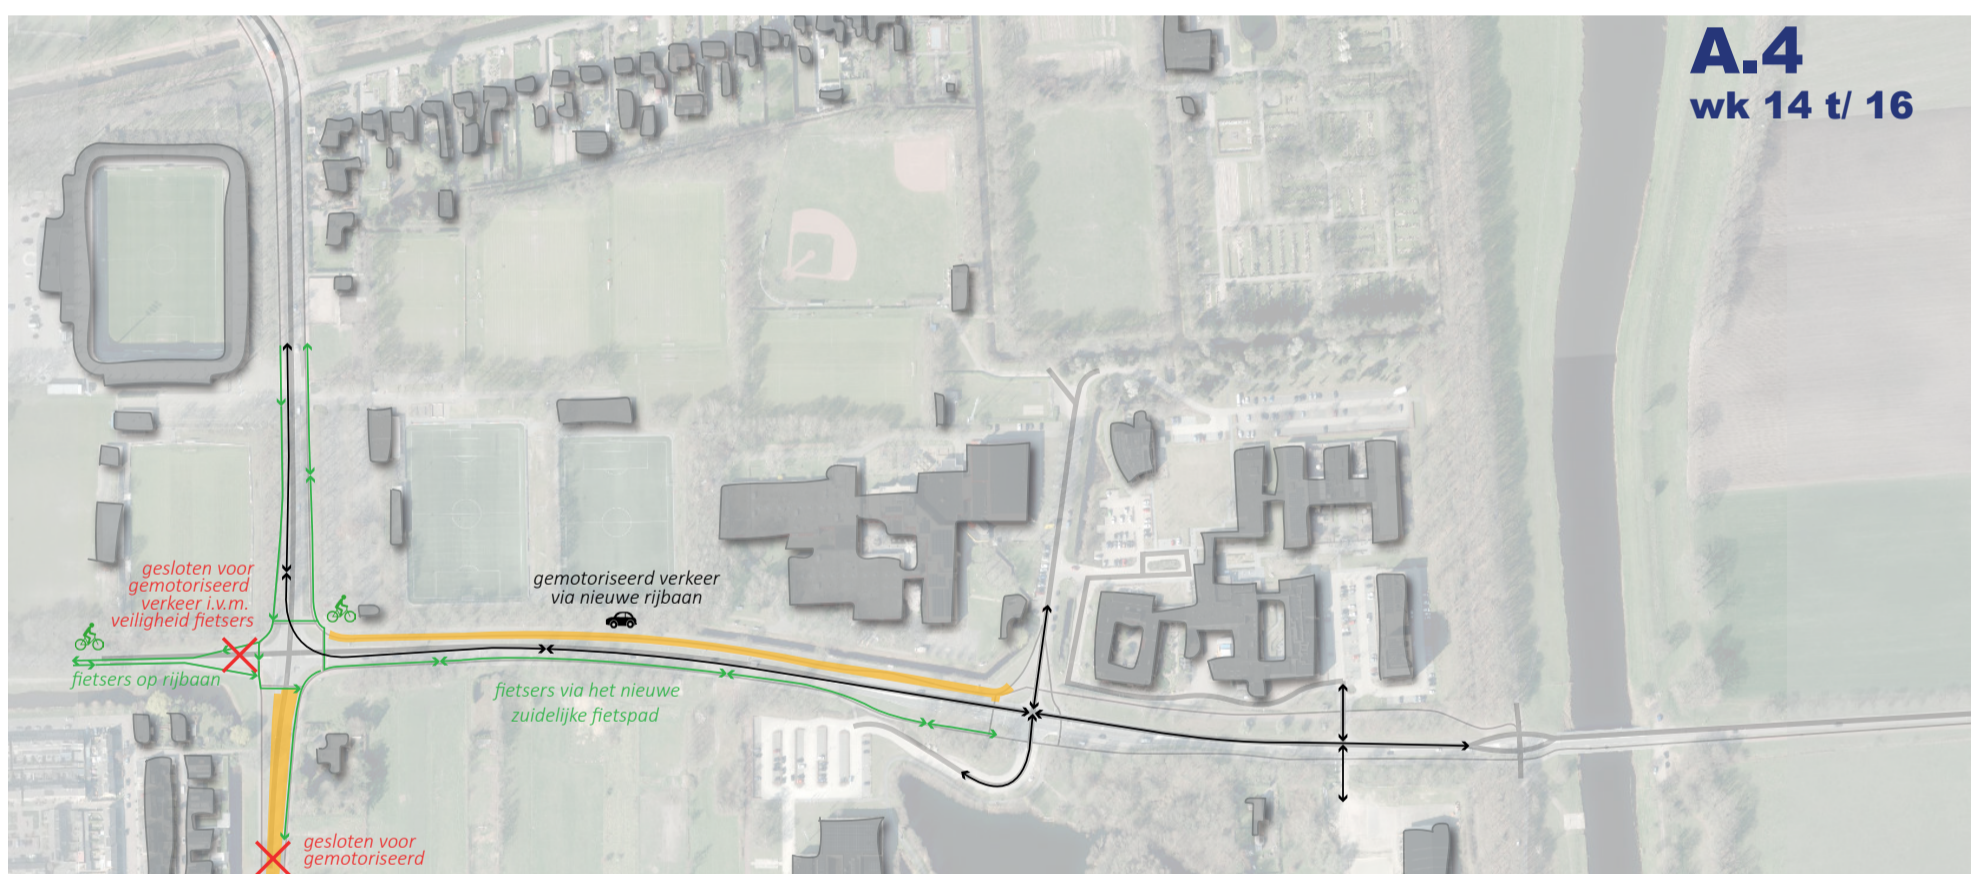 A.4
wk 14 t/ 16
gesloten voor
gemotoriseerd
verkeer i.v.m.
veiligheid fietsers
fietsers op rijbaan
gemotoriseerd verkeer
via nieuwe rijbaan
fietsers via het nieuwe
zuidelijke fietspad
gesloten voor
gemotoriseerd